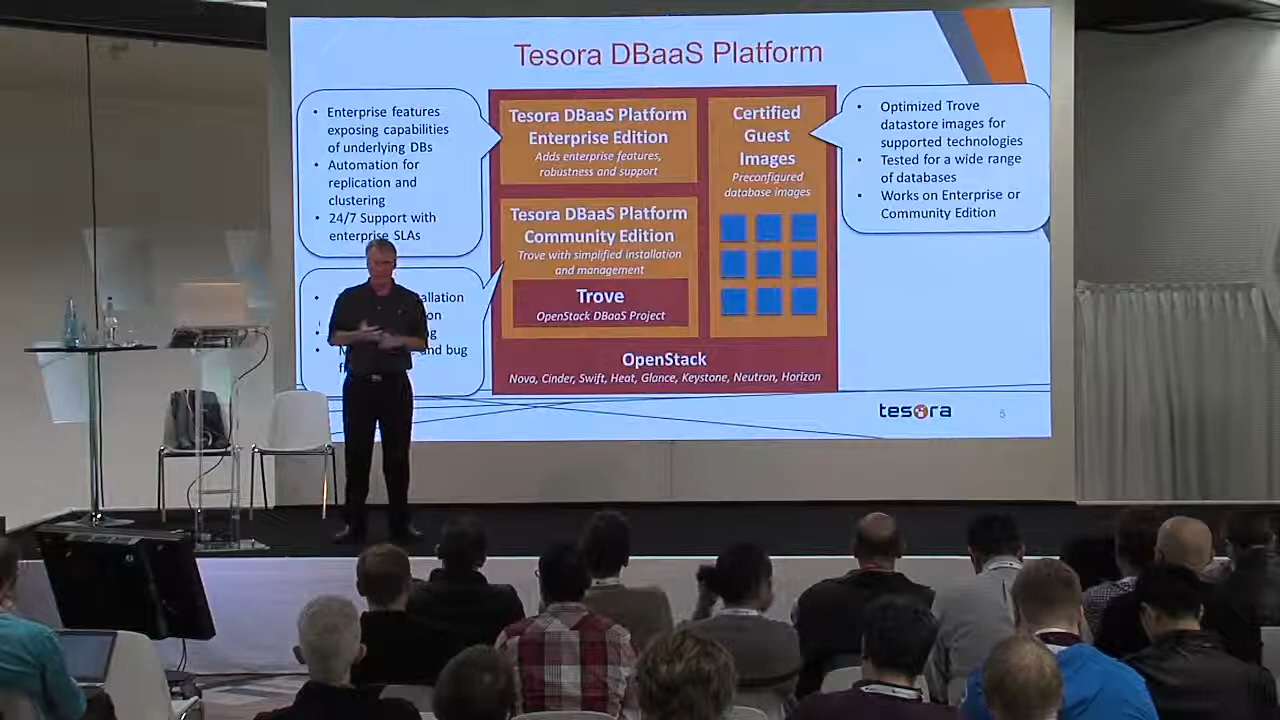 Tesora DBaaS Platform
• Enterprise features
exposing capabilities
of underlying DBs
• Automation for
replication and
clustering
• 24/7 Support with
enterprise SLAs
and bug
Tesora DBaaS Platform
Enterprise Edition
Adds enterprise features,
robustness and support
Tesora DBaaS Platform
Community Edition
Trove with simplified installation
and management
Trove
OpenStack DBaaS Project
Certified
Guest
Images
Preconfigured
database images
OpenStack
Nova, Cinder, Swift, Heat, Glance, Keystone, Neutron, Horizon
• Optimized Trove
datastore images for
supported technologies
• Tested for a wide range
of databases
• Works on Enterprise or
Community Edition
tesora
5